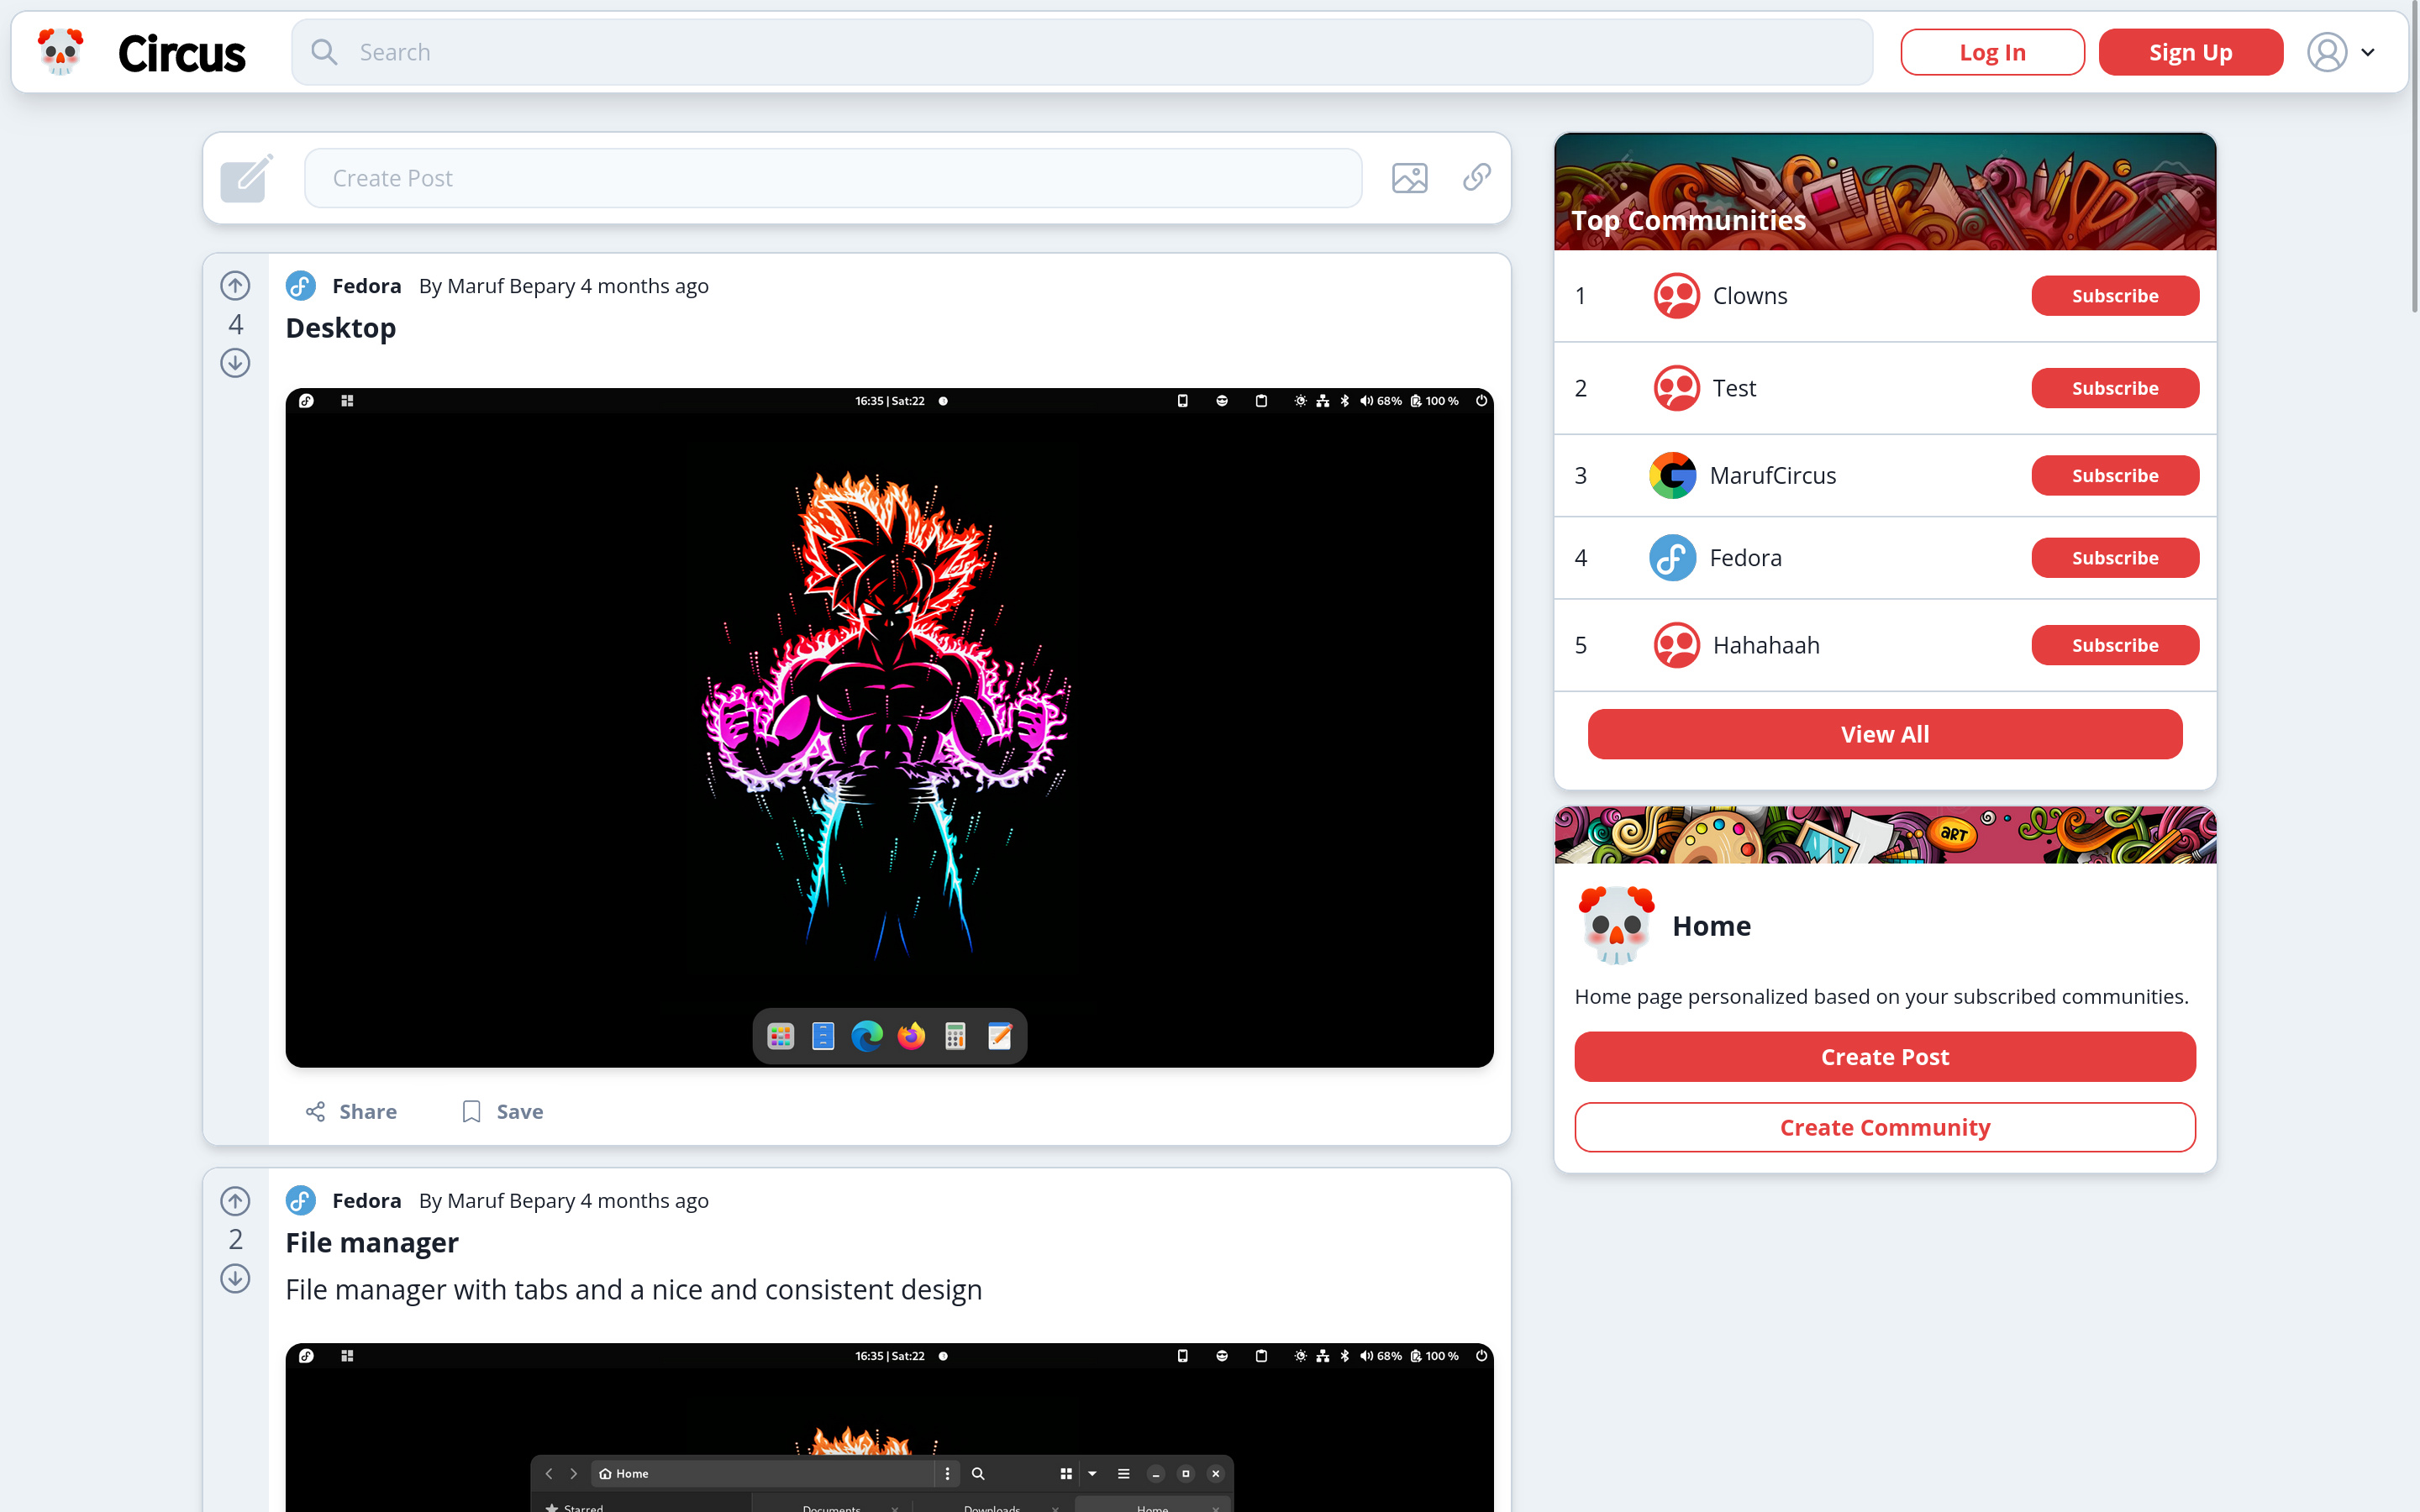 Circus
Search
Log In
Sign Up
Create Post
Fedora By Maruf Bepary 4 months ago
4
Desktop
16:35 | Sat:22
68% 100 %
Share
Save
Fedora By Maruf Bepary 4 months ago
2
File manager
File manager with tabs and a nice and consistent design
16:35 | Sat:22
68% 100 %
Home
Starred
Documents
Downloads
Home
Top Communities
1 Clowns Subscribe
2 Test Subscribe
3 MarufCircus Subscribe
4 Fedora Subscribe
5 Hahahaah Subscribe
View All
ART
Home
Home page personalized based on your subscribed communities.
Create Post
Create Community